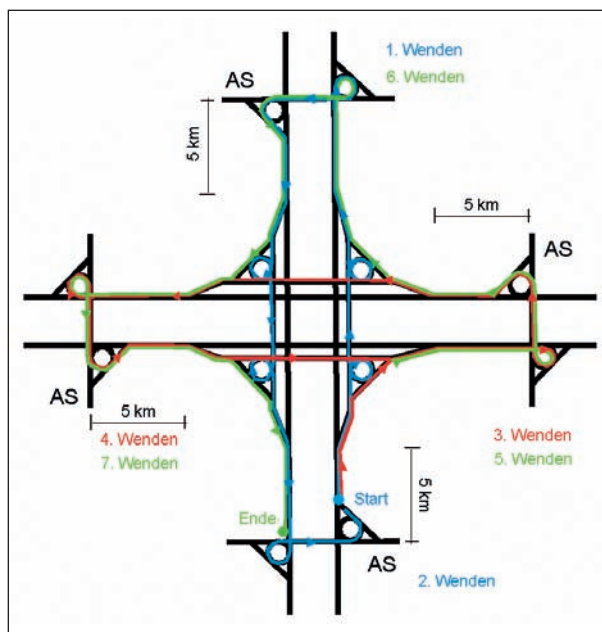 1. Wenden
6. Wenden
AS
5 km
5 km
AS
AS
5 km
4. Wenden
7. Wenden
3. Wenden
5. Wenden
Start
5 km
Ende
AS
2. Wenden